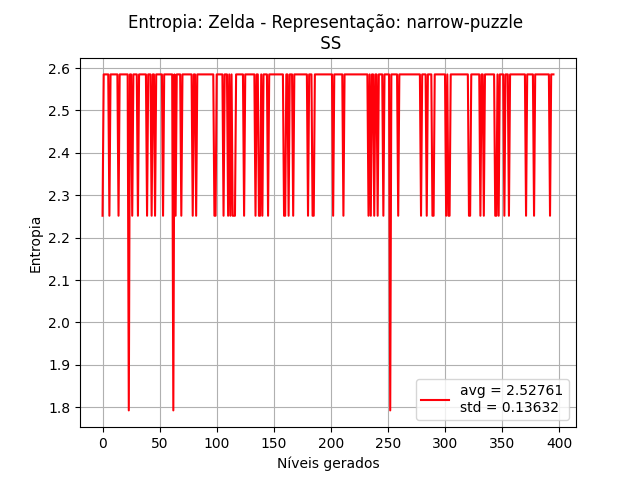 Entropia: Zelda - Representação: narrow-puzzle
SS
2.6
2.5
2.4
2.3
2.2
2.1
2.0
1.9
1.8
Entropia
avg = 2.52761
std = 0.13632
0 50 100 150 200 250 300 350 400
Níveis gerados